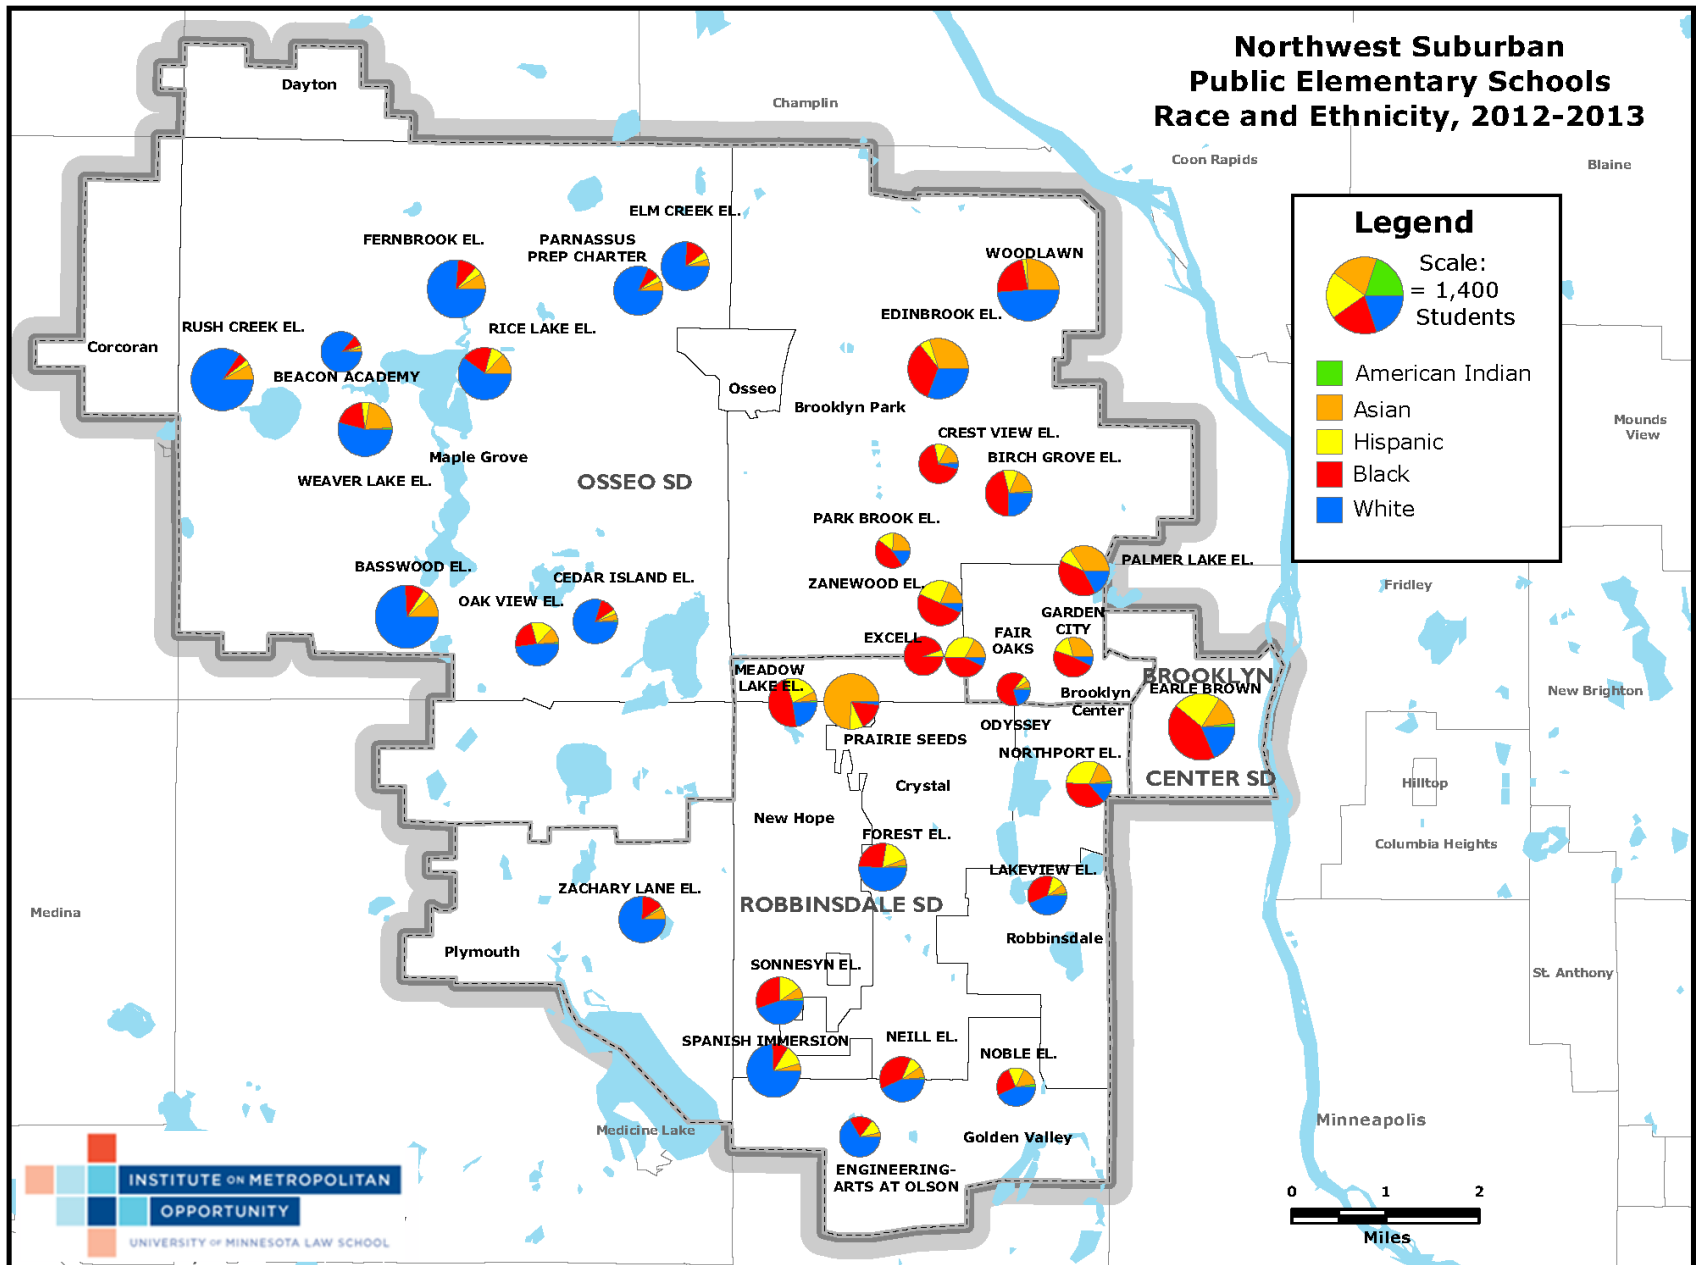 Northwest Suburban
Public Elementary Schools
Race and Ethnicity, 2012-2013
Dayton
Champlin
Coon Rapids
Blaine
Legend
Scale:
= 1,400
Students
American Indian
Asian
Hispanic
Black
White
ELM CREEK EL.
FERNBROOK EL.
PARNASSUS
PREP CHARTER
WOODLAWN
EDINBROOK EL.
RUSH CREEK EL.
RICE LAKE EL.
Corcoran
BEACON ACADEMY
Osseo
Brooklyn Park
Mounds
View
CREST VIEW EL.
Maple Grove
BIRCH GROVE EL.
WEAVER LAKE EL.
OSSEO SD
PARK BROOK EL.
PALMER LAKE EL.
BASSWOOD EL.
CEDAR ISLAND EL.
ZANEWOOD EL.
Fridley
OAK VIEW EL.
GARDEN
CITY
FAIR
OAKS
EXCELL
MEADOW
LAKE EL.
BROOKLYN
EARLE BROWN
Brooklyn
Center
New Brighton
ODYSSEY
PRAIRIE SEEDS
NORTHPORT EL.
CENTER SD
Crystal
Hilltop
New Hope
FOREST EL.
Columbia Heights
LAKEVIEW EL.
ZACHARY LANE EL.
ROBBINSDALE SD
Medina
Robbinsdale
Plymouth
SONNESYN EL.
St. Anthony
SPANISH IMMERSION
NEILL EL.
NOBLE EL.
Minneapolis
Medicine Lake
Golden Valley
ENGINEERING-
ARTS AT OLSON
INSTITUTE ON METROPOLITAN
OPPORTUNITY
UNIVERSITY OF MINNESOTA LAW SCHOOL
0 1 2
Miles